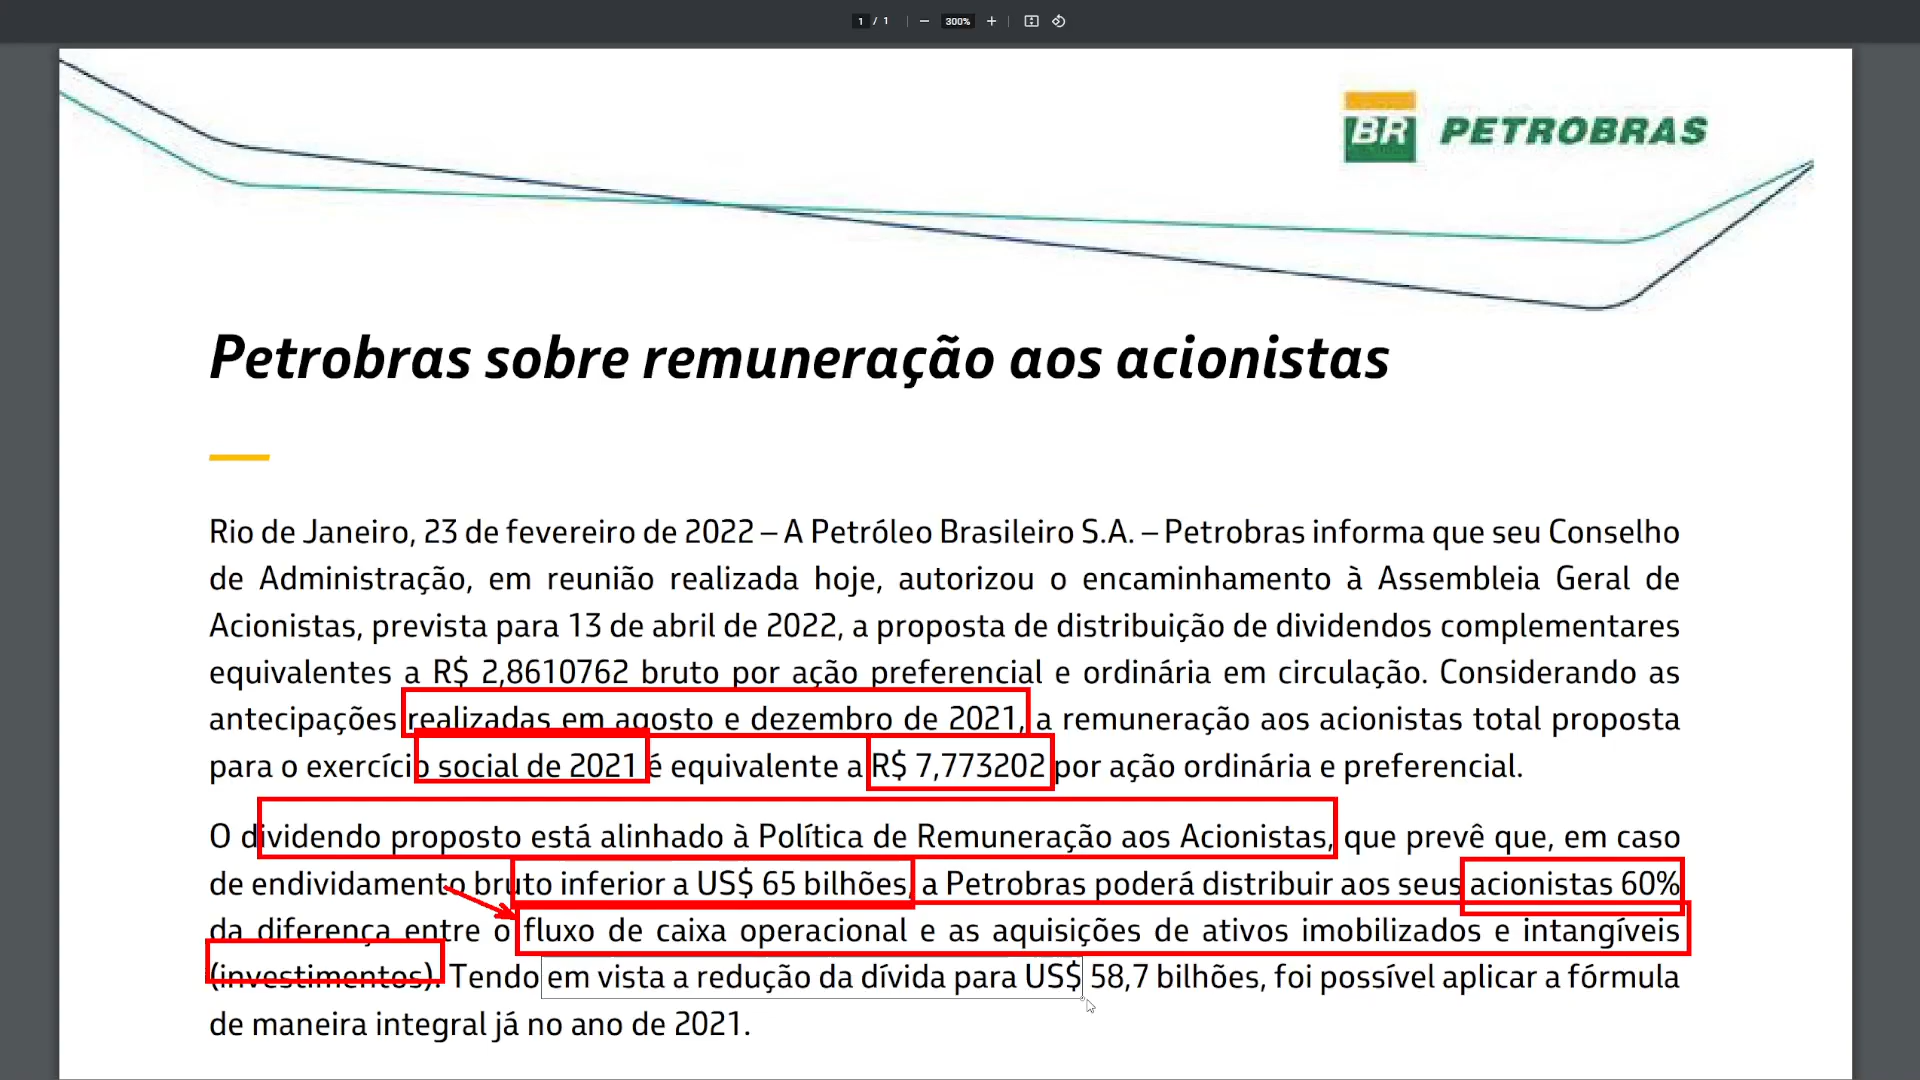 1 / 1 300%
BR PETROBRAS
Petrobras sobre remuneração aos acionistas
Rio de Janeiro, 23 de fevereiro de 2022 – A Petróleo Brasileiro S.A. – Petrobras informa que seu Conselho
de Administração, em reunião realizada hoje, autorizou o encaminhamento à Assembleia Geral de
Acionistas, prevista para 13 de abril de 2022, a proposta de distribuição de dividendos complementares
equivalentes a R$ 2,8610762 bruto por ação preferencial e ordinária em circulação. Considerando as
antecipações realizadas em agosto e dezembro de 2021, a remuneração aos acionistas total proposta
para o exercício social de 2021 é equivalente a R$ 7,773202 por ação ordinária e preferencial.
O dividendo proposto está alinhado à Política de Remuneração aos Acionistas, que prevê que, em caso
de endividamento bruto inferior a US$ 65 bilhões, a Petrobras poderá distribuir aos seus acionistas 60%
da diferença entre o fluxo de caixa operacional e as aquisições de ativos imobilizados e intangíveis
(investimentos). Tendo em vista a redução da dívida para US$ 58,7 bilhões, foi possível aplicar a fórmula
de maneira integral já no ano de 2021.